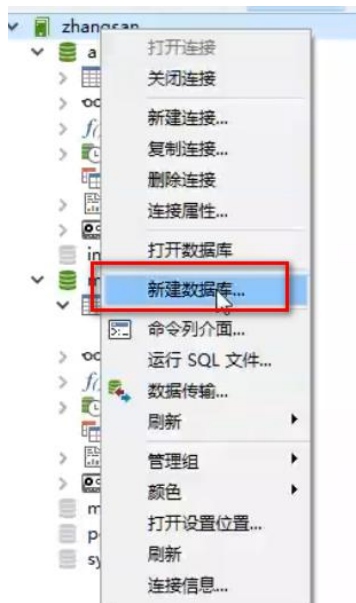 zhangsan
打开连接
a
关闭连接
新建连接...
复制连接...
删除连接
连接属性...
in
打开数据库
m
新建数据库...
命令列介面...
运行 SQL 文件...
数据传输...
刷新
管理组
颜色
m
打开设置位置...
p
刷新
sy
连接信息...